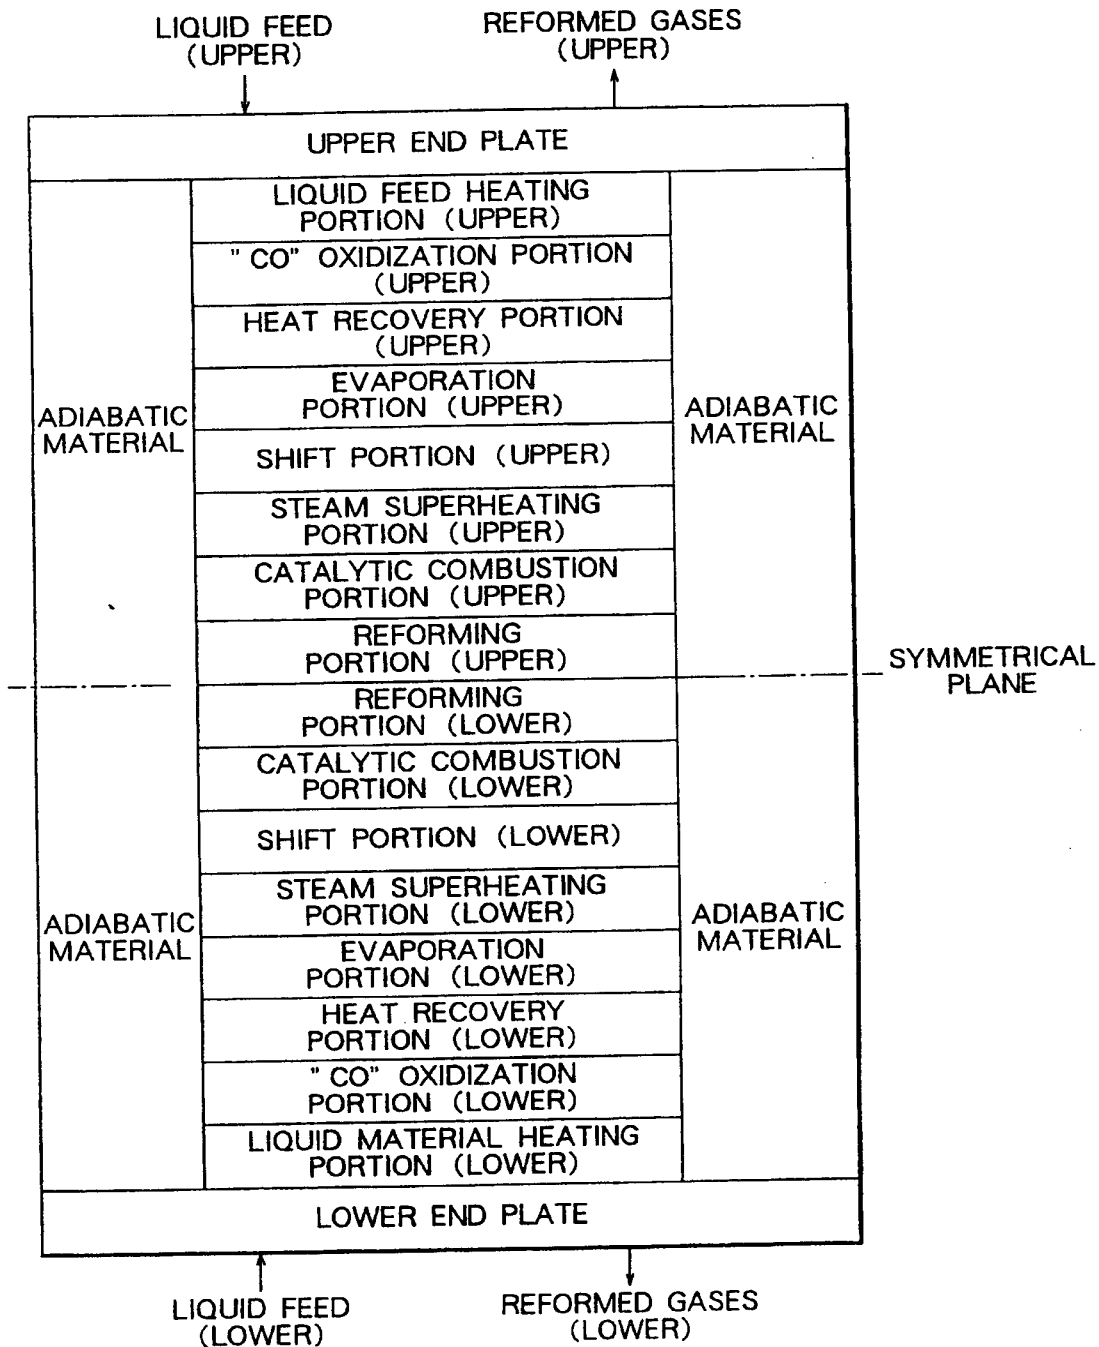 LIQUID FEED
(UPPER)
REFORMED GASES
(UPPER)
UPPER END PLATE
LIQUID FEED HEATING
PORTION (UPPER)
" CO" OXIDIZATION PORTION
(UPPER)
HEAT RECOVERY PORTION
(UPPER)
EVAPORATION
PORTION (UPPER)
ADIABATIC
MATERIAL
ADIABATIC
MATERIAL
SHIFT PORTION (UPPER)
STEAM SUPERHEATING
PORTION (UPPER)
CATALYTIC COMBUSTION
PORTION (UPPER)
REFORMING
PORTION (UPPER)
SYMMETRICAL
PLANE
REFORMING
PORTION (LOWER)
CATALYTIC COMBUSTION
PORTION (LOWER)
SHIFT PORTION (LOWER)
STEAM SUPERHEATING
PORTION (LOWER)
ADIABATIC
MATERIAL
ADIABATIC
MATERIAL
EVAPORATION
PORTION (LOWER)
HEAT RECOVERY
PORTION (LOWER)
" CO" OXIDIZATION
PORTION (LOWER)
LIQUID MATERIAL HEATING
PORTION (LOWER)
LOWER END PLATE
LIQUID FEED
(LOWER)
REFORMED GASES
(LOWER)